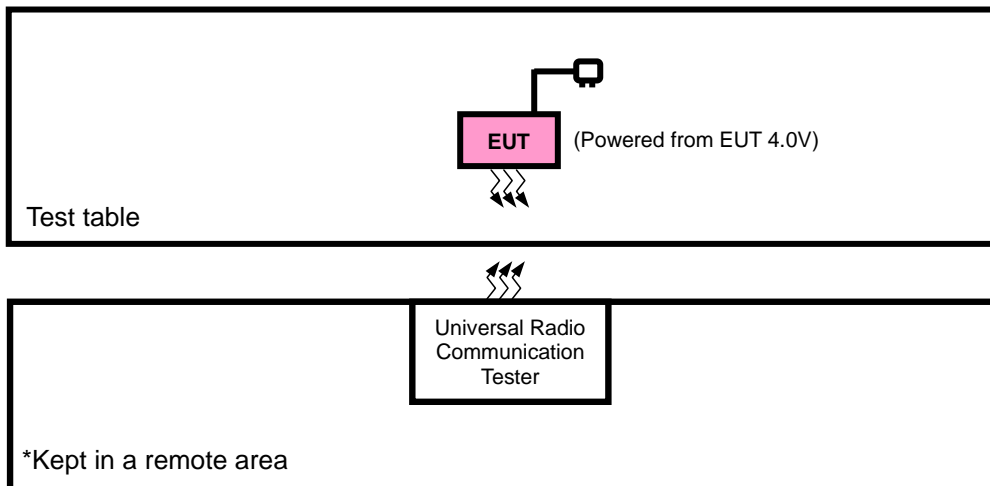 EUT
(Powered from EUT 4.0V)
Test table
Universal Radio
Communication
Tester
*Kept in a remote area